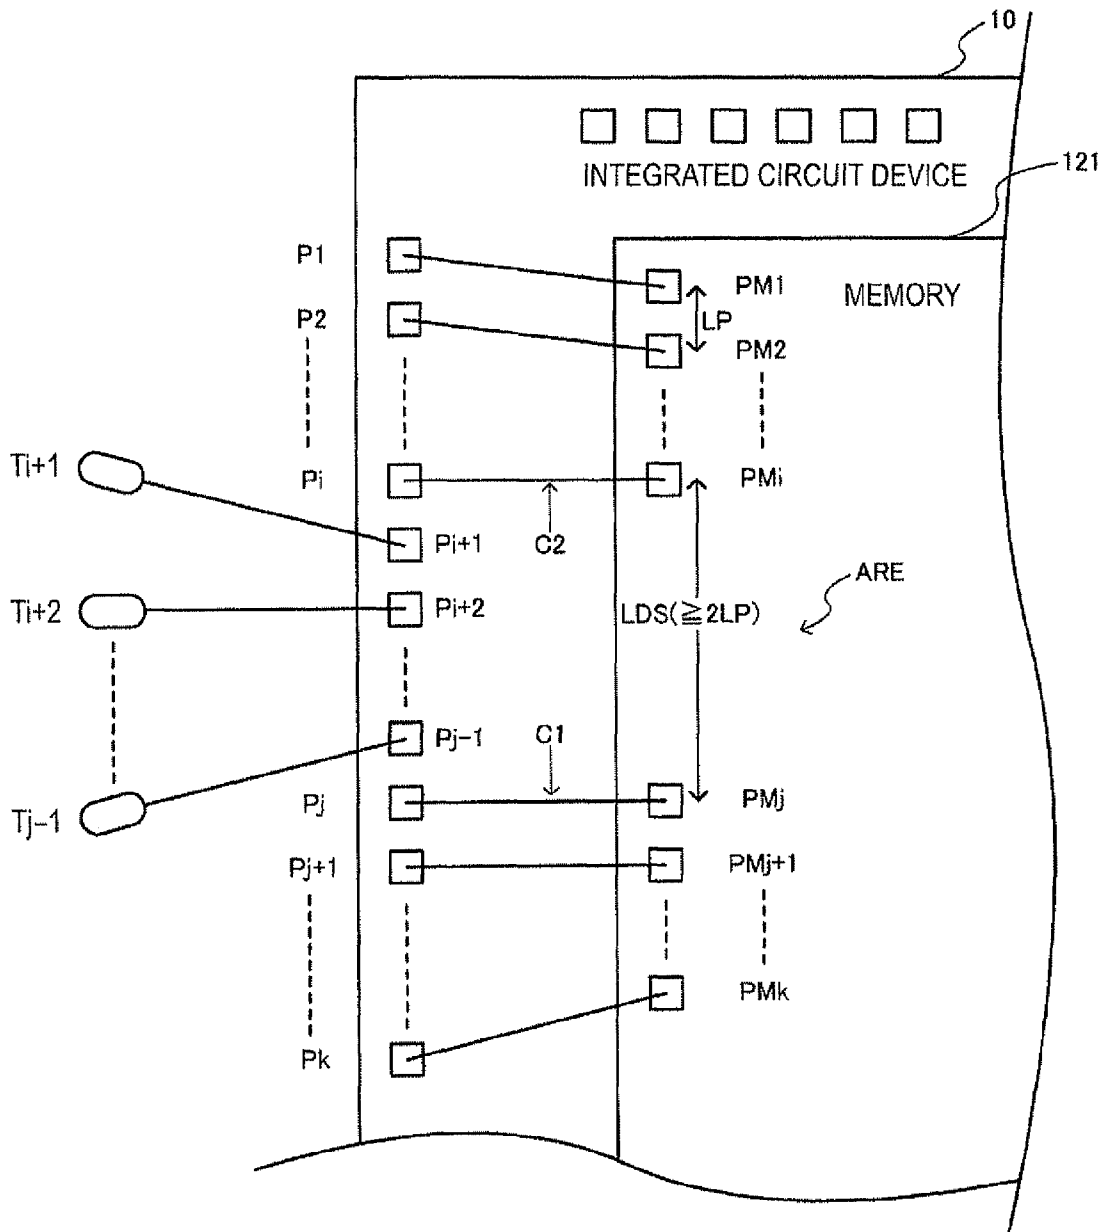 10
INTEGRATED CIRCUIT DEVICE
121
P1
PM1
MEMORY
LP
P2
PM2
Ti+1
Pi
PMi
Pi+1
C2
ARE
Ti+2
Pi+2
LDS(≧2LP)
Pj-1
C1
Tj-1
Pj
PMj
Pj+1
PMj+1
PMk
Pk